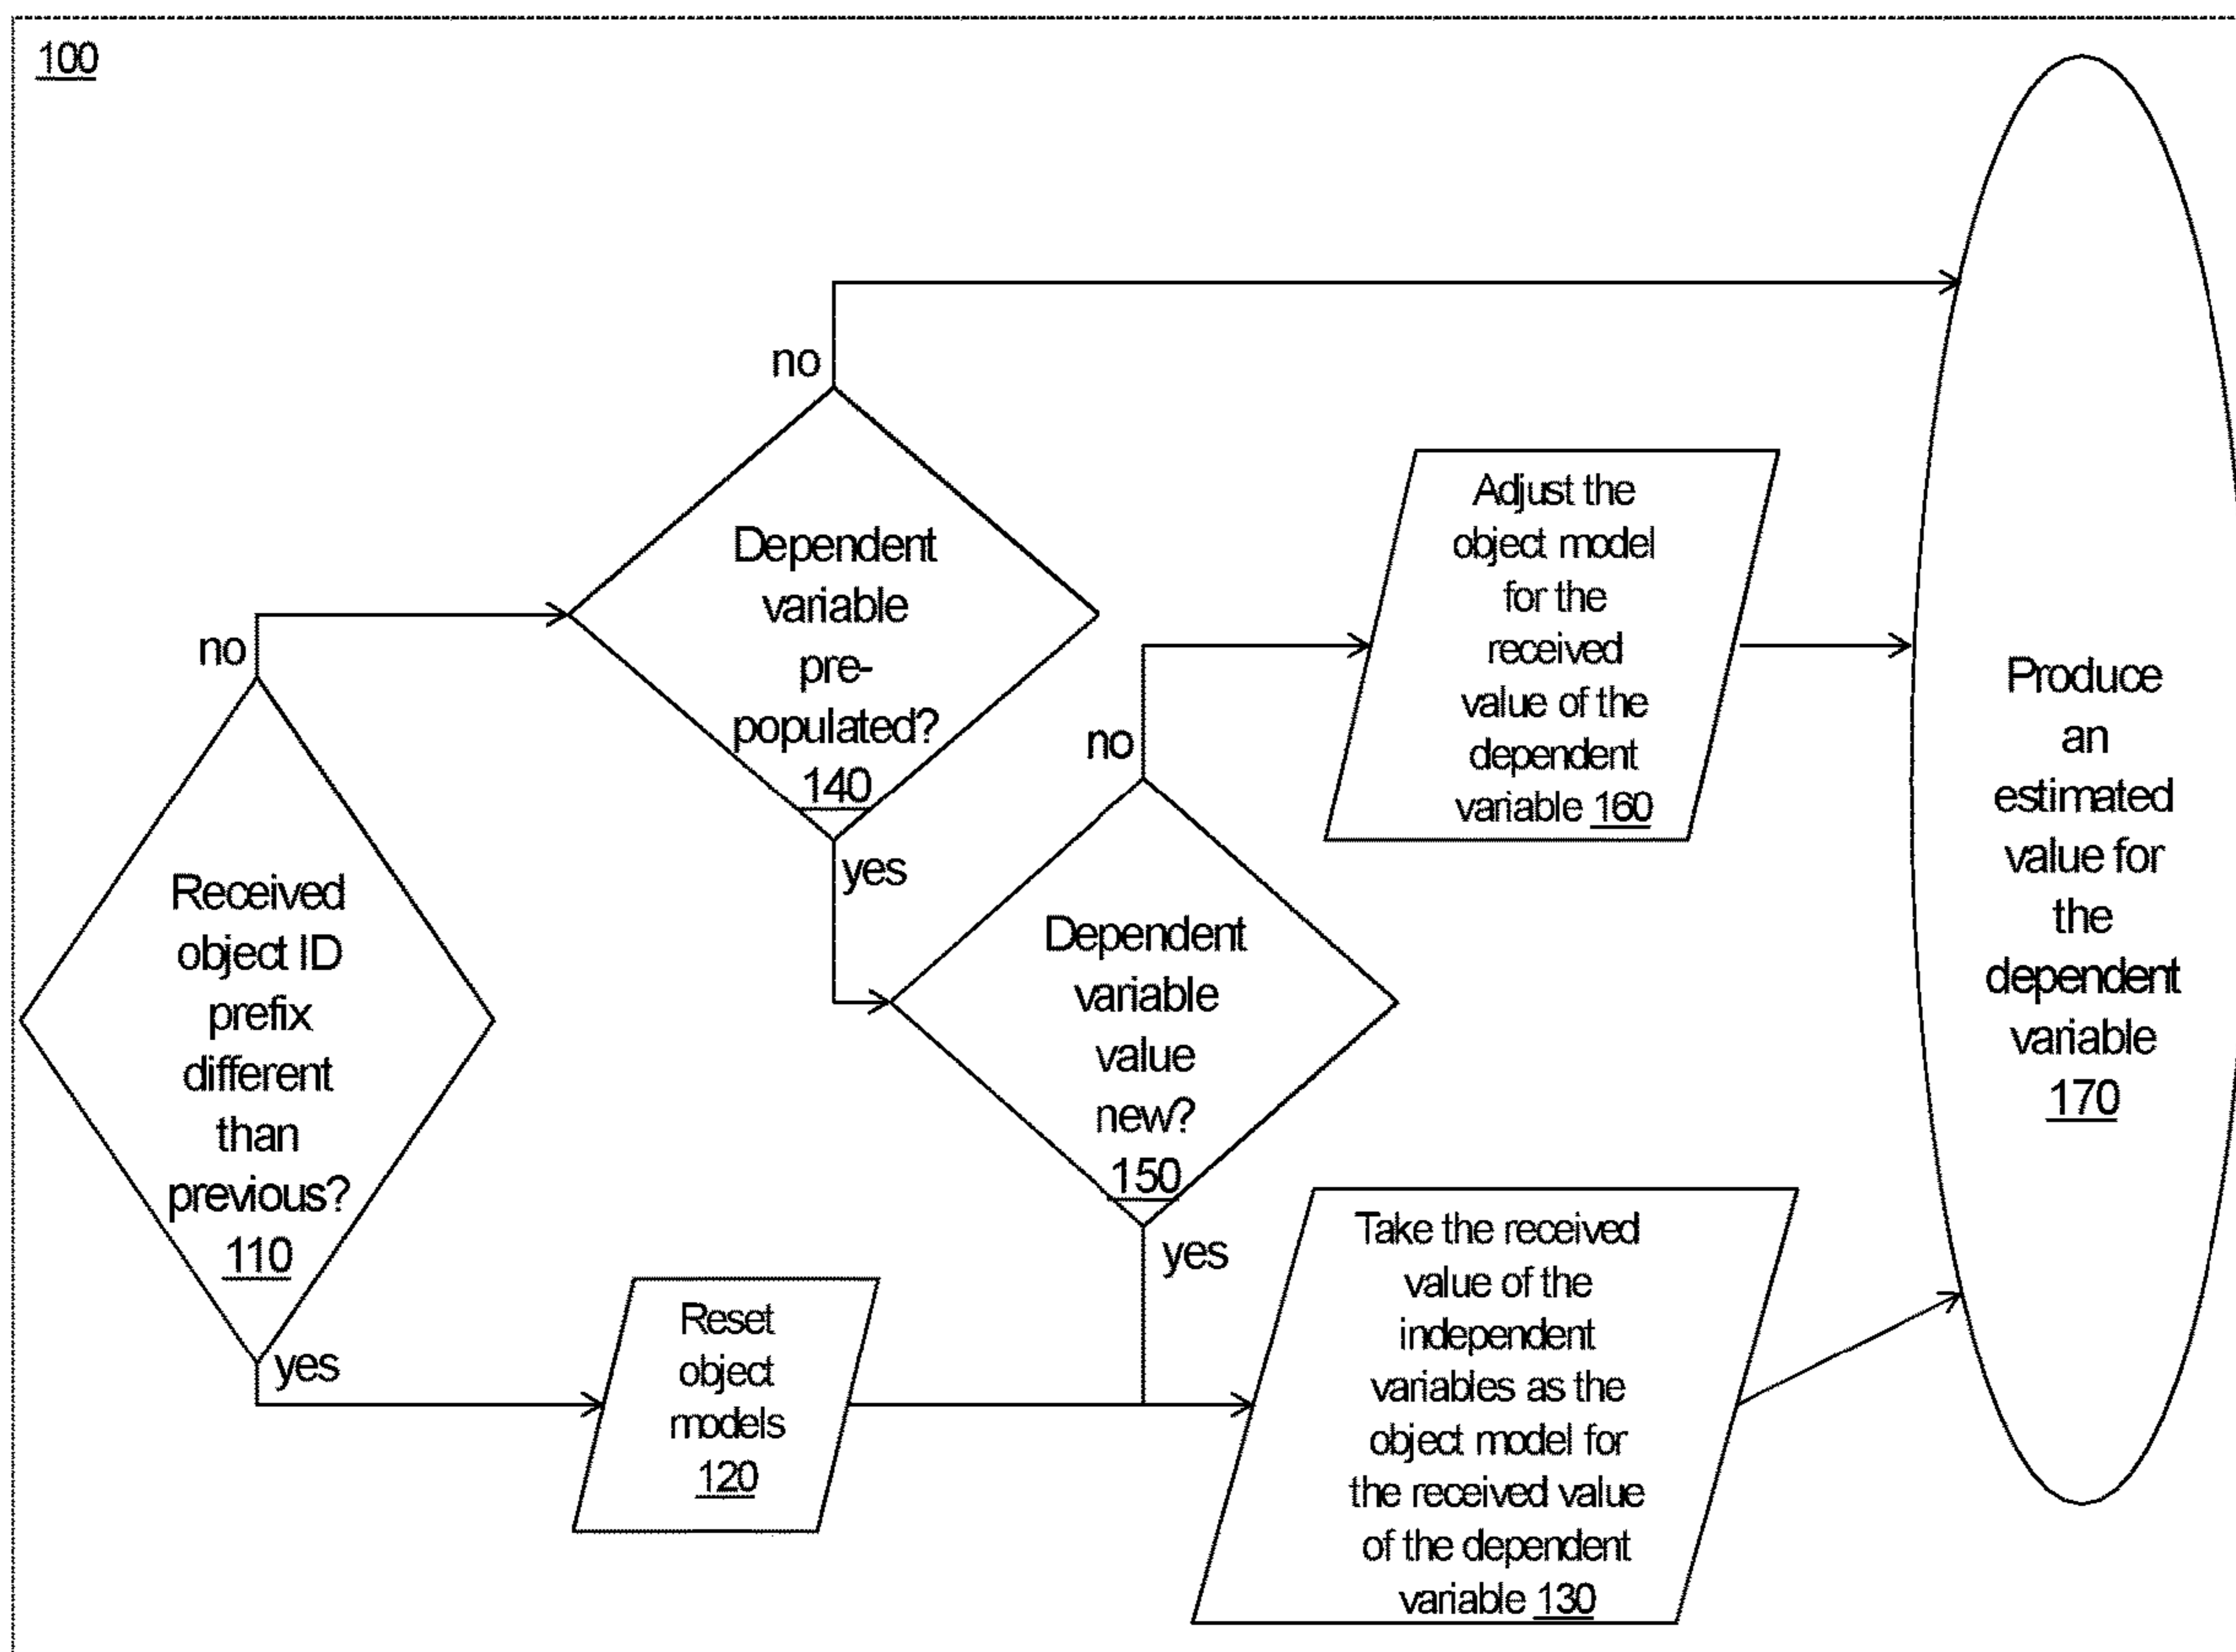 100
no
Dependent
variable
pre-
populated?
140
yes
Adjust the
object model
for the
received
value of the
dependent
variable 160
no
Received
object ID
prefix
different
than
previous?
110
yes
no
Dependent
variable
value
new?
150
yes
Reset
object
models
120
Take the received
value of the
independent
variables as the
object model for
the received value
of the dependent
variable 130
Produce
an
estimated
value for
the
dependent
variable
170